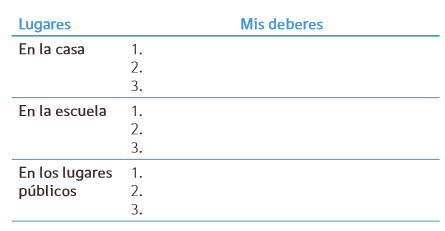 Lugares Mis deberes
En la casa 1.
2.
3.
En la escuela 1.
2.
3.
En los lugares 1.
públicos 2.
3.